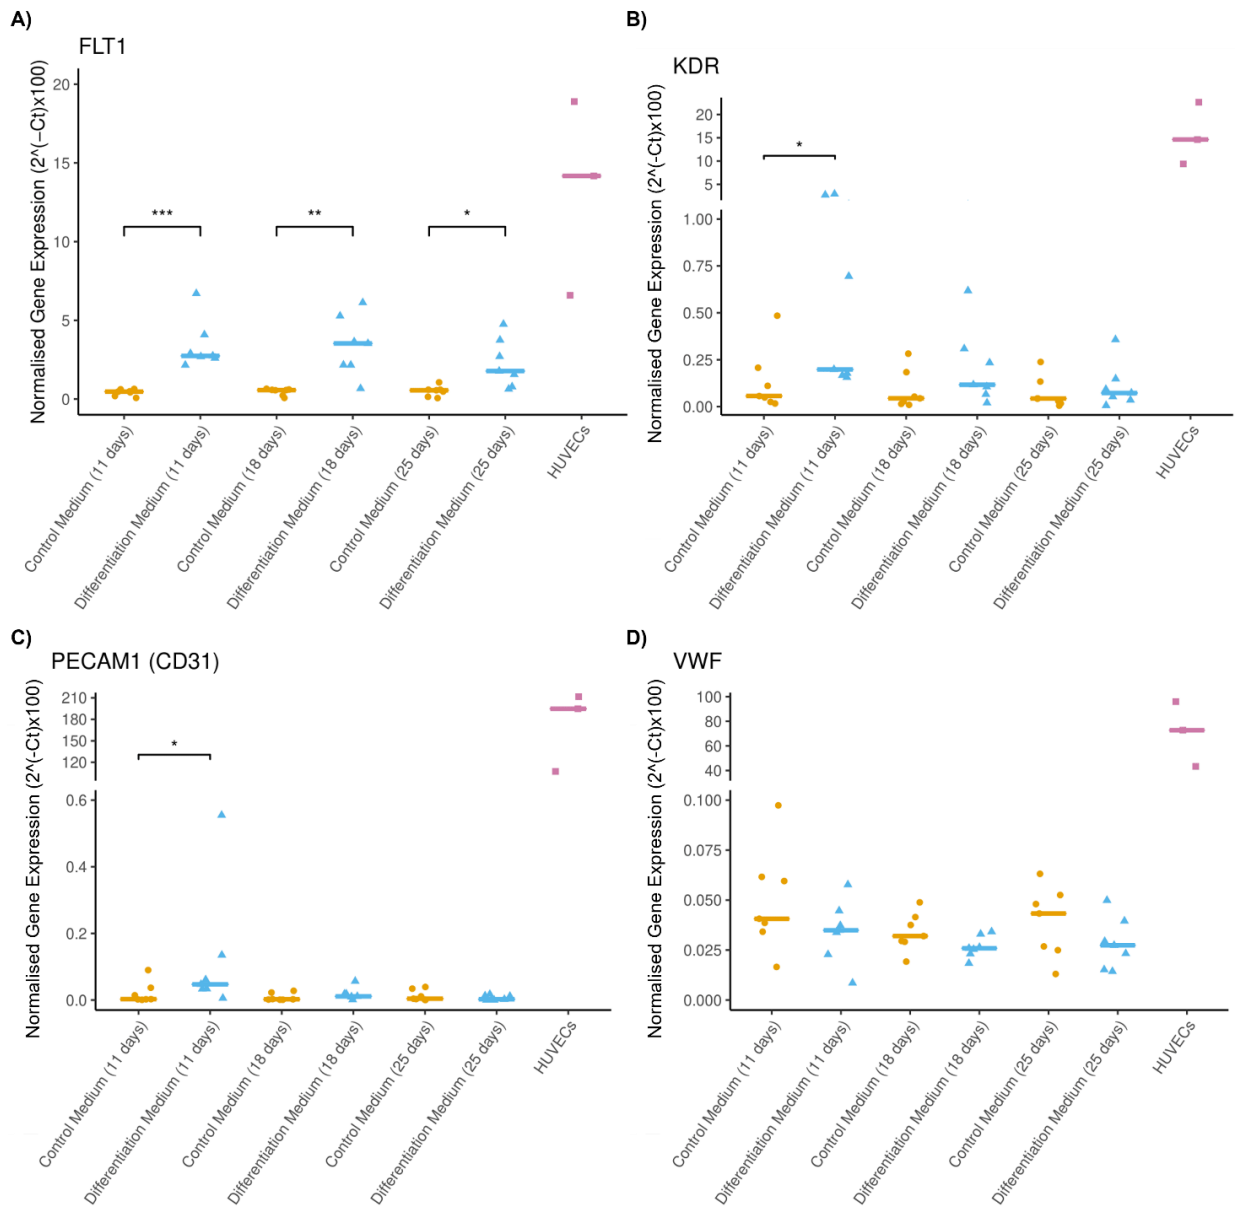 A)
FLT1
Normalised Gene Expression (2^(−Ct)x100)
20
15
10
5
0
***
**
*
Control Medium (11 days)
Differentiation Medium (11 days)
Control Medium (18 days)
Differentiation Medium (18 days)
Control Medium (25 days)
Differentiation Medium (25 days)
HUVECs
B)
KDR
Normalised Gene Expression (2^(-Ct)x100)
20
15
10
5
1.00
0.75
0.50
0.25
0.00
*
Control Medium (11 days)
Differentiation Medium (11 days)
Control Medium (18 days)
Differentiation Medium (18 days)
Control Medium (25 days)
Differentiation Medium (25 days)
HUVECs
C)
PECAM1 (CD31)
Normalised Gene Expression (2^(-Ct)x100)
210
180
150
120
0.6
0.4
0.2
0.0
*
Control Medium (11 days)
Differentiation Medium (11 days)
Control Medium (18 days)
Differentiation Medium (18 days)
Control Medium (25 days)
Differentiation Medium (25 days)
HUVECs
D)
VWF
Normalised Gene Expression (2^(-Ct)x100)
100
80
60
40
0.100
0.075
0.050
0.025
0.000
Control Medium (11 days)
Differentiation Medium (11 days)
Control Medium (18 days)
Differentiation Medium (18 days)
Control Medium (25 days)
Differentiation Medium (25 days)
HUVECs